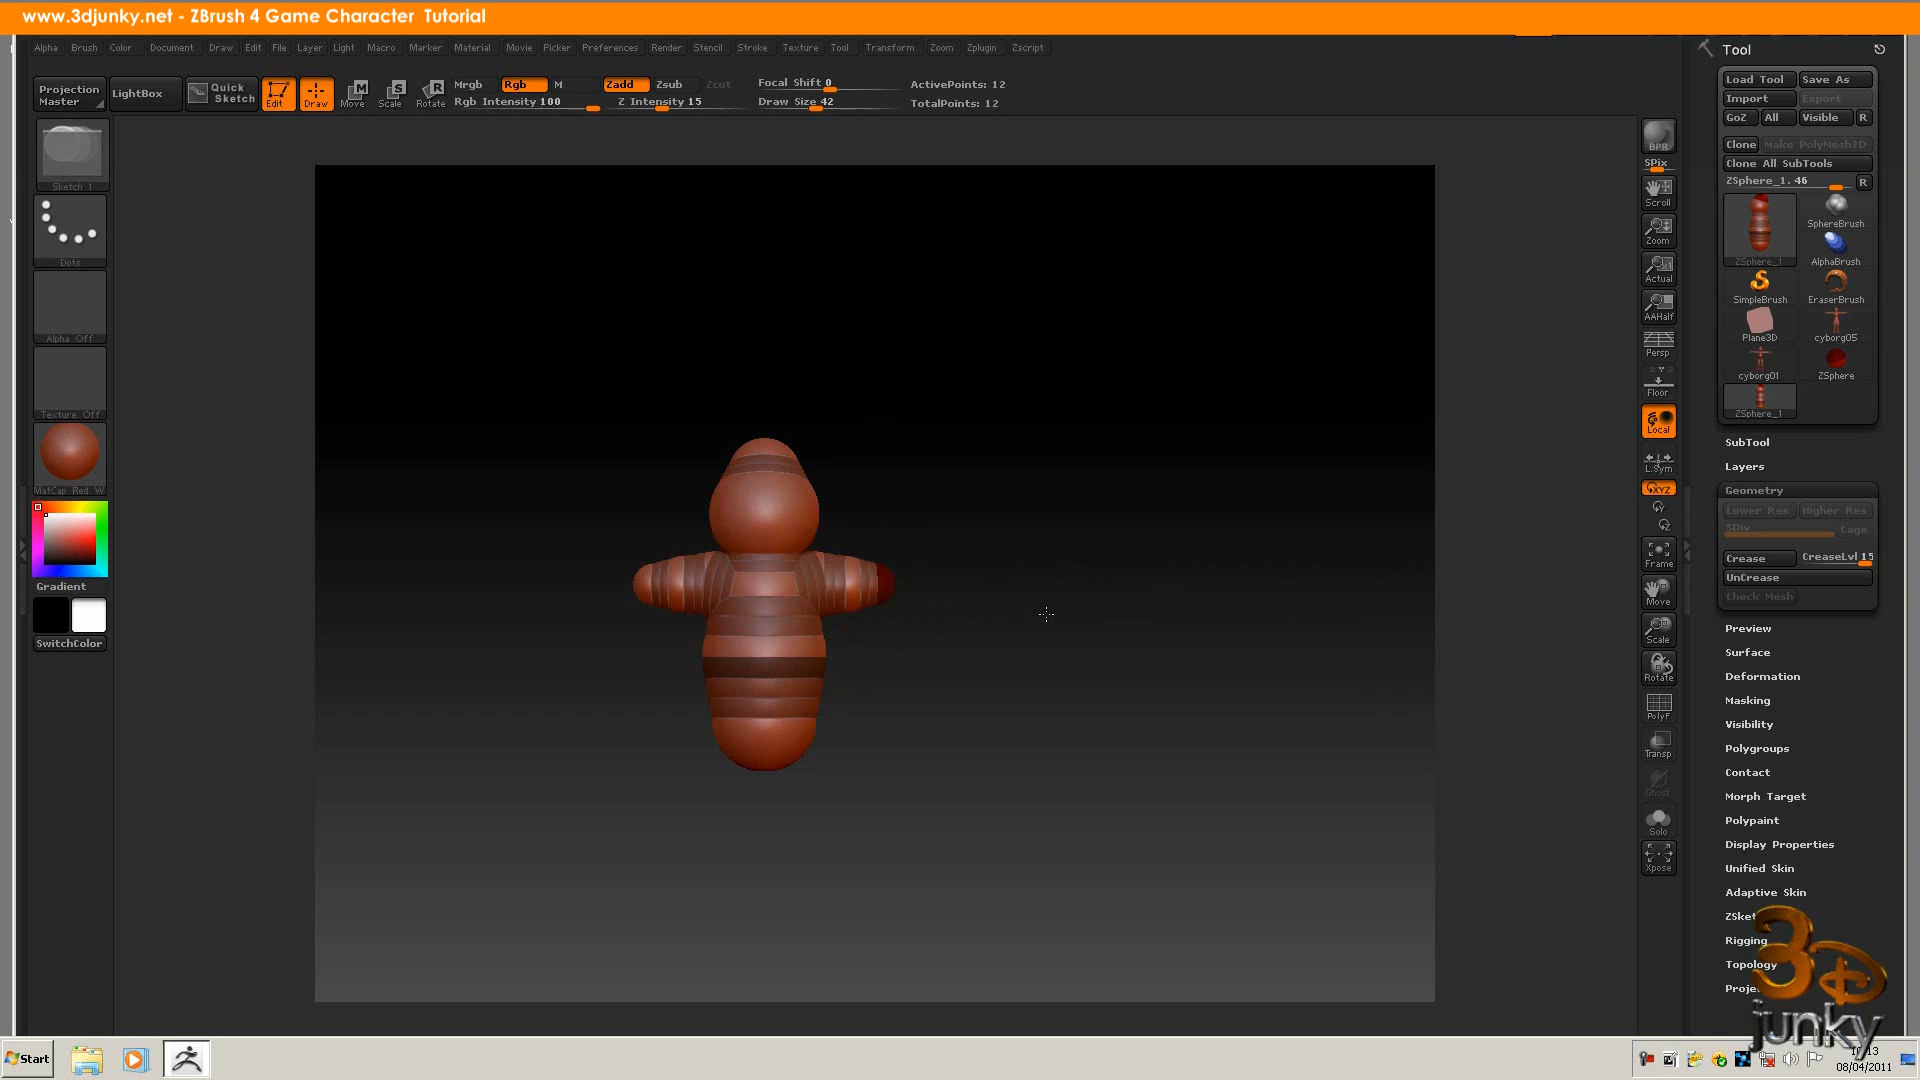 www.3djunky.net - ZBrush 4 Game Character Tutorial
Alpha Brush Color Document Draw Edit File Layer Light Macro Marker Material Movie Picker Preferences Render Stencil Stroke Texture Tool Transform Zoom Zplugin Zscript
Projection Master
LightBox
Quick Sketch
Edit
Draw
Move
Scale
Rotate
Mrgb Rgb M
Rgb Intensity 100
Zadd Zsub Zcut
Z Intensity 15
Focal Shift 0
Draw Size 42
ActivePoints: 12
TotalPoints: 12
Sketch 1
Dots
Alpha Off
Texture Off
MatCap Red W
Gradient
SwitchColor
BPR
SPix
Scroll
Zoom
Actual
AAHalf
Persp
Floor
Local
L.Sym
XYZ
Y
Z
Frame
Move
Scale
Rotate
PolyF
Transp
Ghost
Solo
Xpose
Tool
Load Tool Save As
Import Export
GoZ All Visible R
Clone Make PolyMesh3D
Clone All SubTools
ZSphere_1. 46 R
ZSphere_1
SphereBrush
AlphaBrush
SimpleBrush EraserBrush
Plane3D cyborg05
cyborg01 ZSphere
ZSphere_1
SubTool
Layers
Geometry
Lower Res Higher Res
SDiv Cage
Crease CreaseLvl 15
UnCrease
Check Mesh
Preview
Surface
Deformation
Masking
Visibility
Polygroups
Contact
Morph Target
Polypaint
Display Properties
Unified Skin
Adaptive Skin
Rigging
Topology
3D
junky
Start
08/04/2011